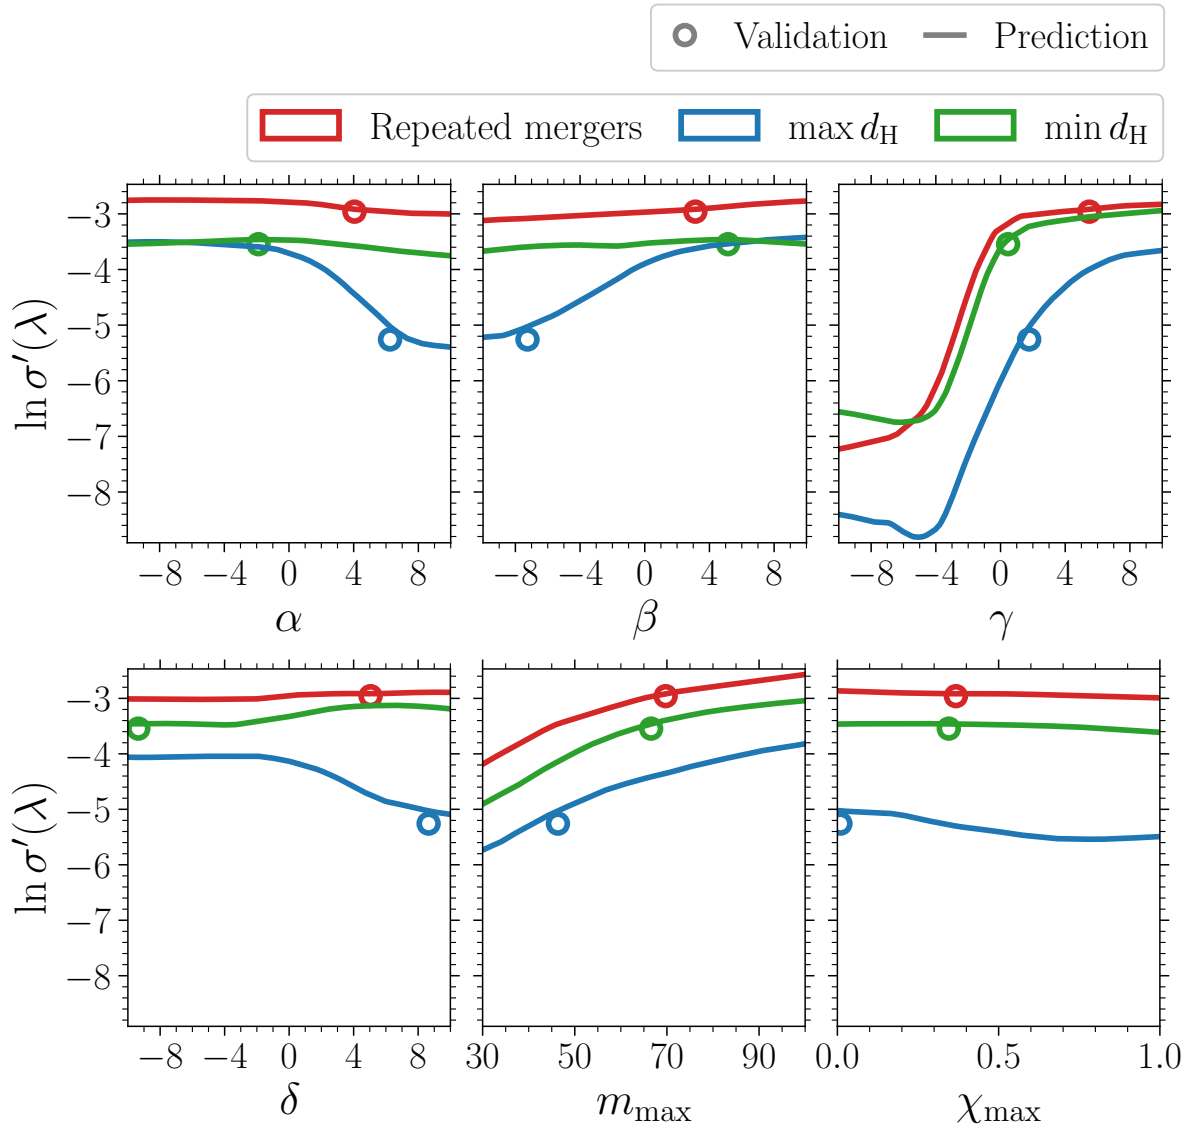 Validation Prediction
Repeated mergers max d_H min d_H
ln σ′(λ)
−3
−4
−5
−6
−7
−8
−8 −4 0 4 8
α
−8 −4 0 4 8
β
−8 −4 0 4 8
γ
ln σ′(λ)
−3
−4
−5
−6
−7
−8
−8 −4 0 4 8
δ
30 50 70 90
m_max
0.0 0.5 1.0
χ_max